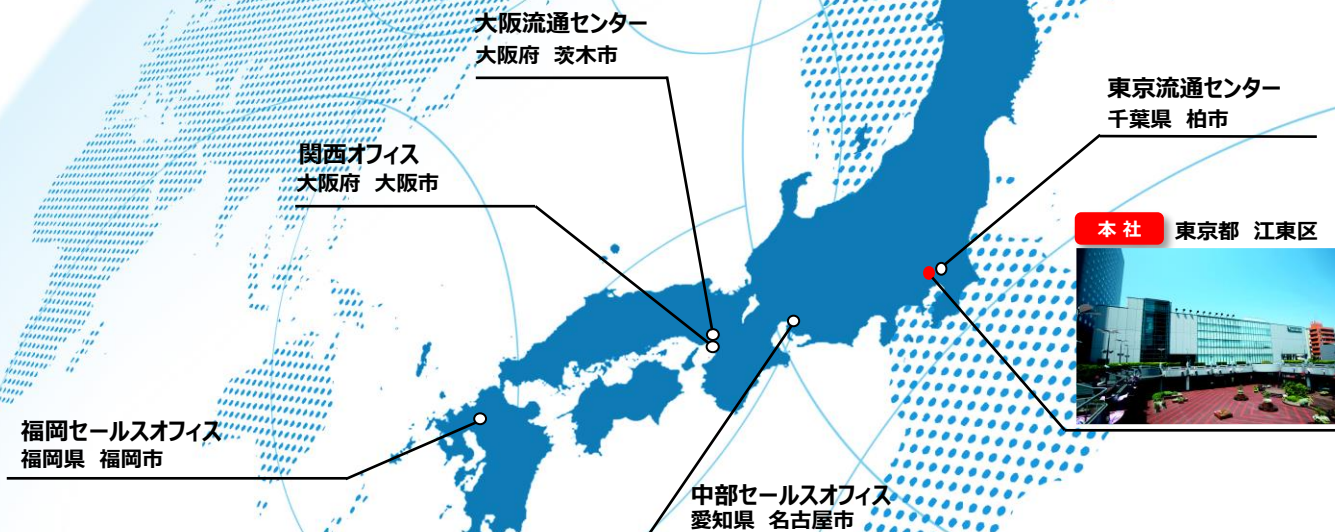 大阪流通センター
大阪府 茨木市
東京流通センター
千葉県 柏市
関西オフィス
大阪府 大阪市
本社 東京都 江東区
福岡セールスオフィス
福岡県 福岡市
中部セールスオフィス
愛知県 名古屋市